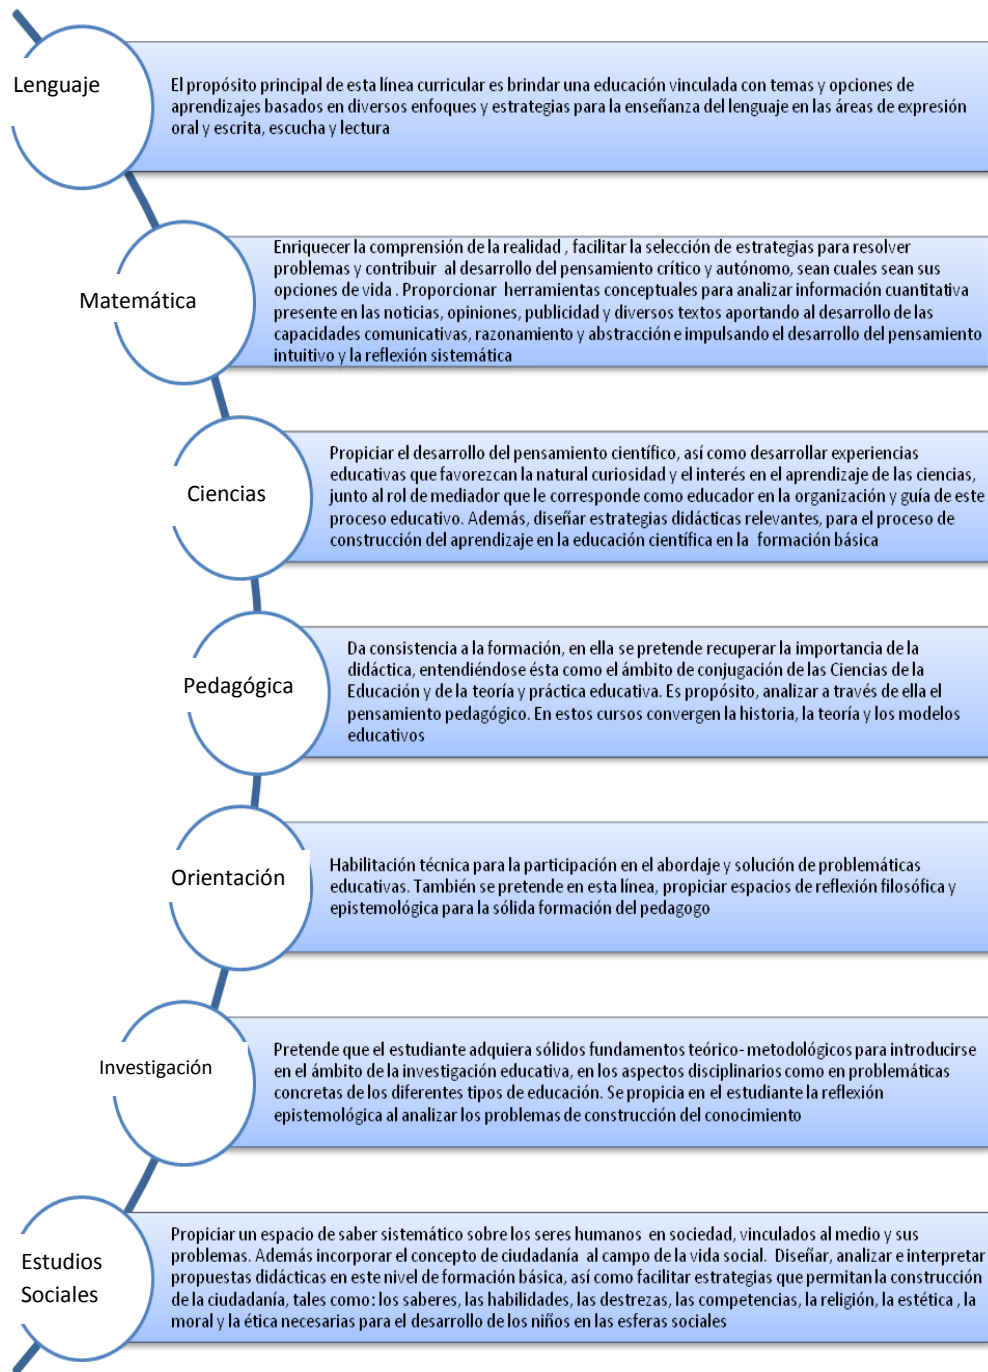 Lenguaje
El propósito principal de esta línea curricular es brindar una educación vinculada con temas y opciones de
aprendizajes basados en diversos enfoques y estrategias para la enseñanza del lenguaje en las áreas de expresión
oral y escrita, escucha y lectura
Matemática
Enriquecer la comprensión de la realidad , facilitar la selección de estrategias para resolver
problemas y contribuir al desarrollo del pensamiento crítico y autónomo, sean cuales sean sus
opciones de vida . Proporcionar herramientas conceptuales para analizar información cuantitativa
presente en las noticias, opiniones, publicidad y diversos textos aportando al desarrollo de las
capacidades comunicativas, razonamiento y abstracción e impulsando el desarrollo del pensamiento
intuitivo y la reflexión sistemática
Ciencias
Propiciar el desarrollo del pensamiento científico, así como desarrollar experiencias
educativas que favorezcan la natural curiosidad y el interés en el aprendizaje de las ciencias,
junto al rol de mediador que le corresponde como educador en la organización y guía de este
proceso educativo. Además, diseñar estrategias didácticas relevantes, para el proceso de
construcción del aprendizaje en la educación científica en la formación básica
Pedagógica
Da consistencia a la formación, en ella se pretende recuperar la importancia de la
didáctica, entendiéndose ésta como el ámbito de conjugación de las Ciencias de la
Educación y de la teoría y práctica educativa. Es propósito, analizar a través de ella el
pensamiento pedagógico. En estos cursos convergen la historia, la teoría y los modelos
educativos
Orientación
Habilitación técnica para la participación en el abordaje y solución de problemáticas
educativas. También se pretende en esta línea, propiciar espacios de reflexión filosófica y
epistemológica para la sólida formación del pedagogo
Investigación
Pretende que el estudiante adquiera sólidos fundamentos teórico- metodológicos para introducirse
en el ámbito de la investigación educativa, en los aspectos disciplinarios como en problemáticas
concretas de los diferentes tipos de educación. Se propicia en el estudiante la reflexión
epistemológica al analizar los problemas de construcción del conocimiento
Estudios
Sociales
Propiciar un espacio de saber sistemático sobre los seres humanos en sociedad, vinculados al medio y sus
problemas. Además incorporar el concepto de ciudadanía al campo de la vida social. Diseñar, analizar e interpretar
propuestas didácticas en este nivel de formación básica, así como facilitar estrategias que permitan la construcción
de la ciudadanía, tales como: los saberes, las habilidades, las destrezas, las competencias, la religión, la estética , la
moral y la ética necesarias para el desarrollo de los niños en las esferas sociales